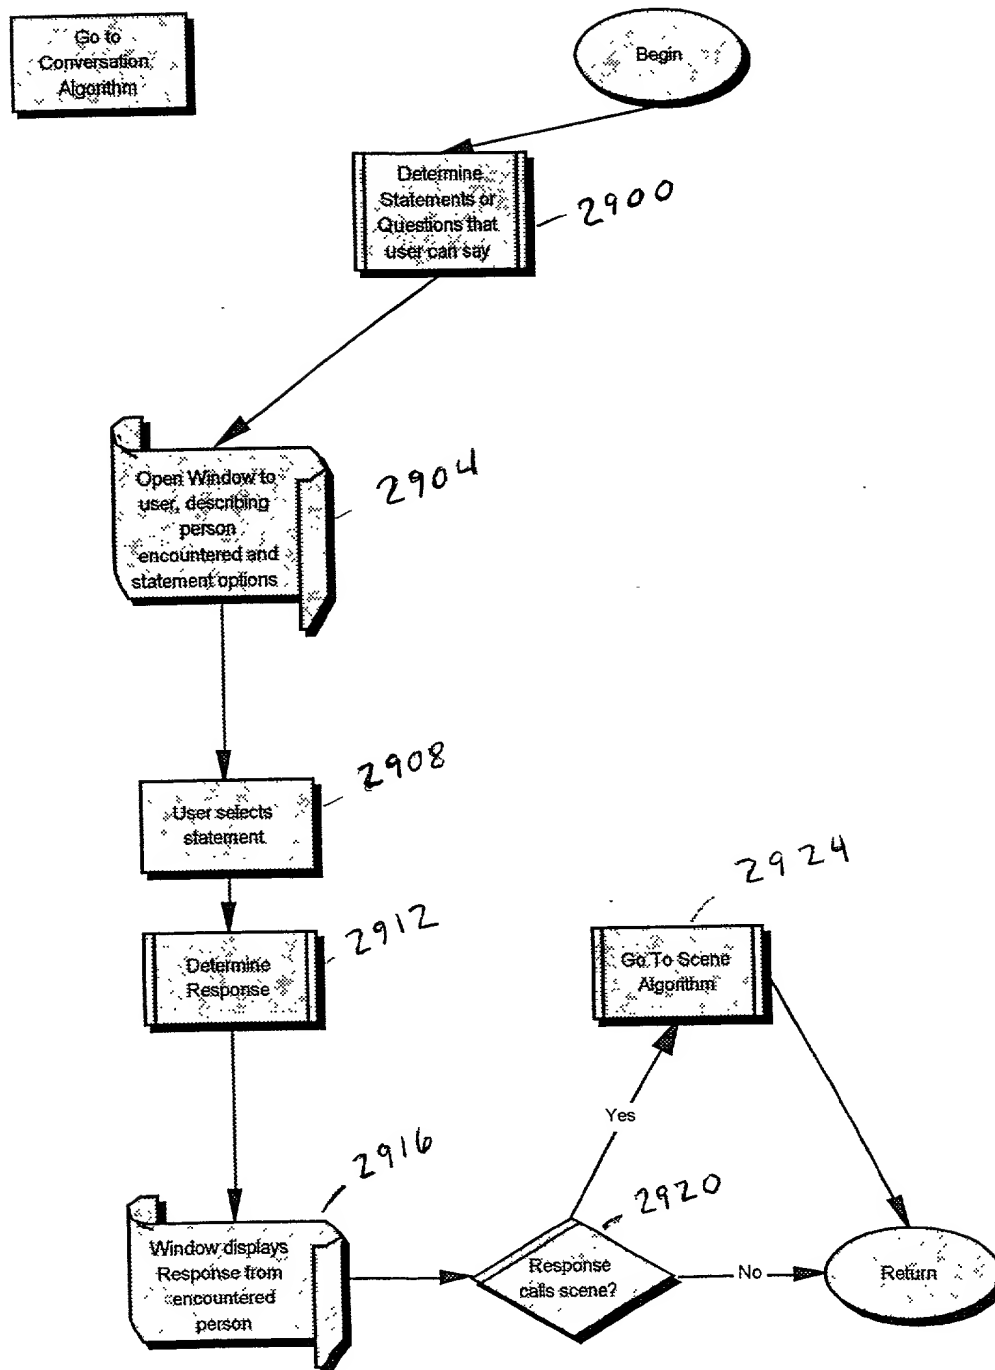 Go to
Conversation
Algorithm
Begin
Determine
Statements or
Questions that
user can say
2900
Open Window to
user, describing
person
encountered and
statement options
2904
User selects
statement
2908
Determine
Response
2912
Go To Scene
Algorithm
2924
Yes
Window displays
Response from
encountered
person
2916
Response
calls scene?
2920
No
Return